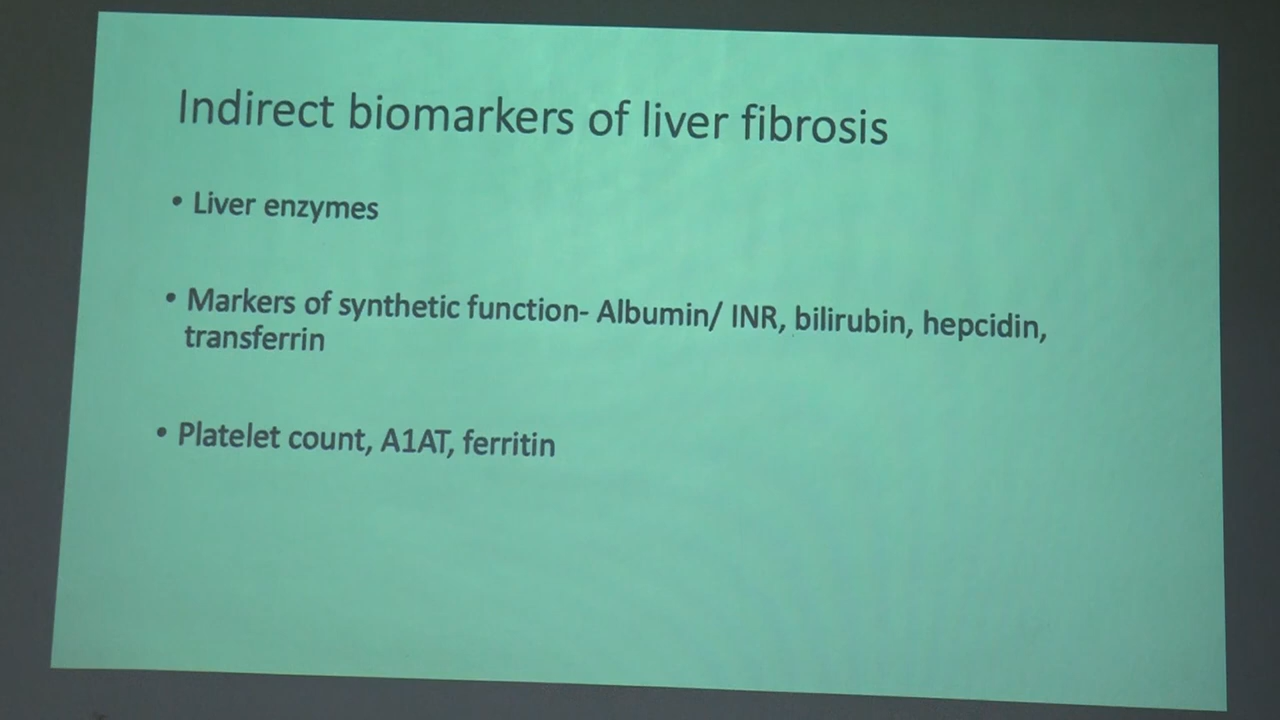 Indirect biomarkers of liver fibrosis
• Liver enzymes
• Markers of synthetic function- Albumin/ INR, bilirubin, hepcidin,
transferrin
• Platelet count, A1AT, ferritin